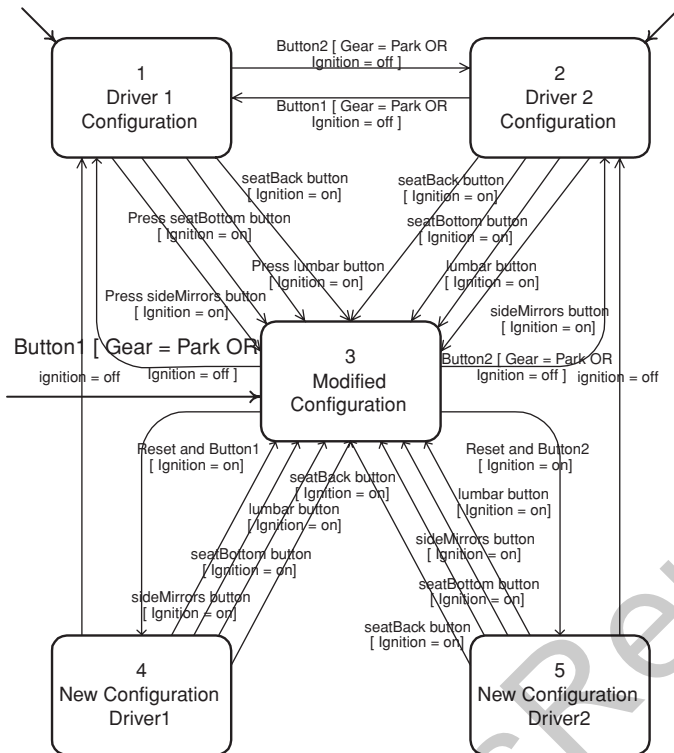 1
Driver 1
Configuration
Button2 [ Gear = Park OR
Ignition = off ]
Button1 [ Gear = Park OR
Ignition = off ]
2
Driver 2
Configuration
seatBack button
[ Ignition = on]
seatBack button
[ Ignition = on]
Press seatBottom button
[ Ignition = on]
seatBottom button
[ Ignition = on]
Press lumbar button
[ Ignition = on]
lumbar button
[ Ignition = on]
Press sideMirrors button
[ Ignition = on]
sideMirrors button
[ Ignition = on]
Button1 [ Gear = Park OR
Ignition = off ]
ignition = off
3
Modified
Configuration
Button2 [ Gear = Park OR
Ignition = off ]
ignition = off
Reset and Button1
[ Ignition = on]
Reset and Button2
[ Ignition = on]
seatBack button
[ Ignition = on]
lumbar button
[ Ignition = on]
lumbar button
[ Ignition = on]
seatBottom button
[ Ignition = on]
sideMirrors button
[ Ignition = on]
sideMirrors button
[ Ignition = on]
seatBottom button
[ Ignition = on]
seatBack button
[ Ignition = on]
4
New Configuration
Driver1
5
New Configuration
Driver2